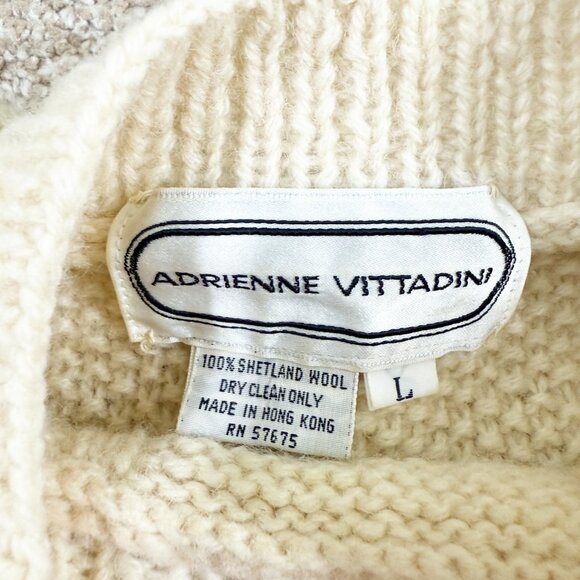 ADRIENNE VITTADINI
100% SHETLAND WOOL
DRY CLEAN ONLY
MADE IN HONG KONG
RN 57675
L